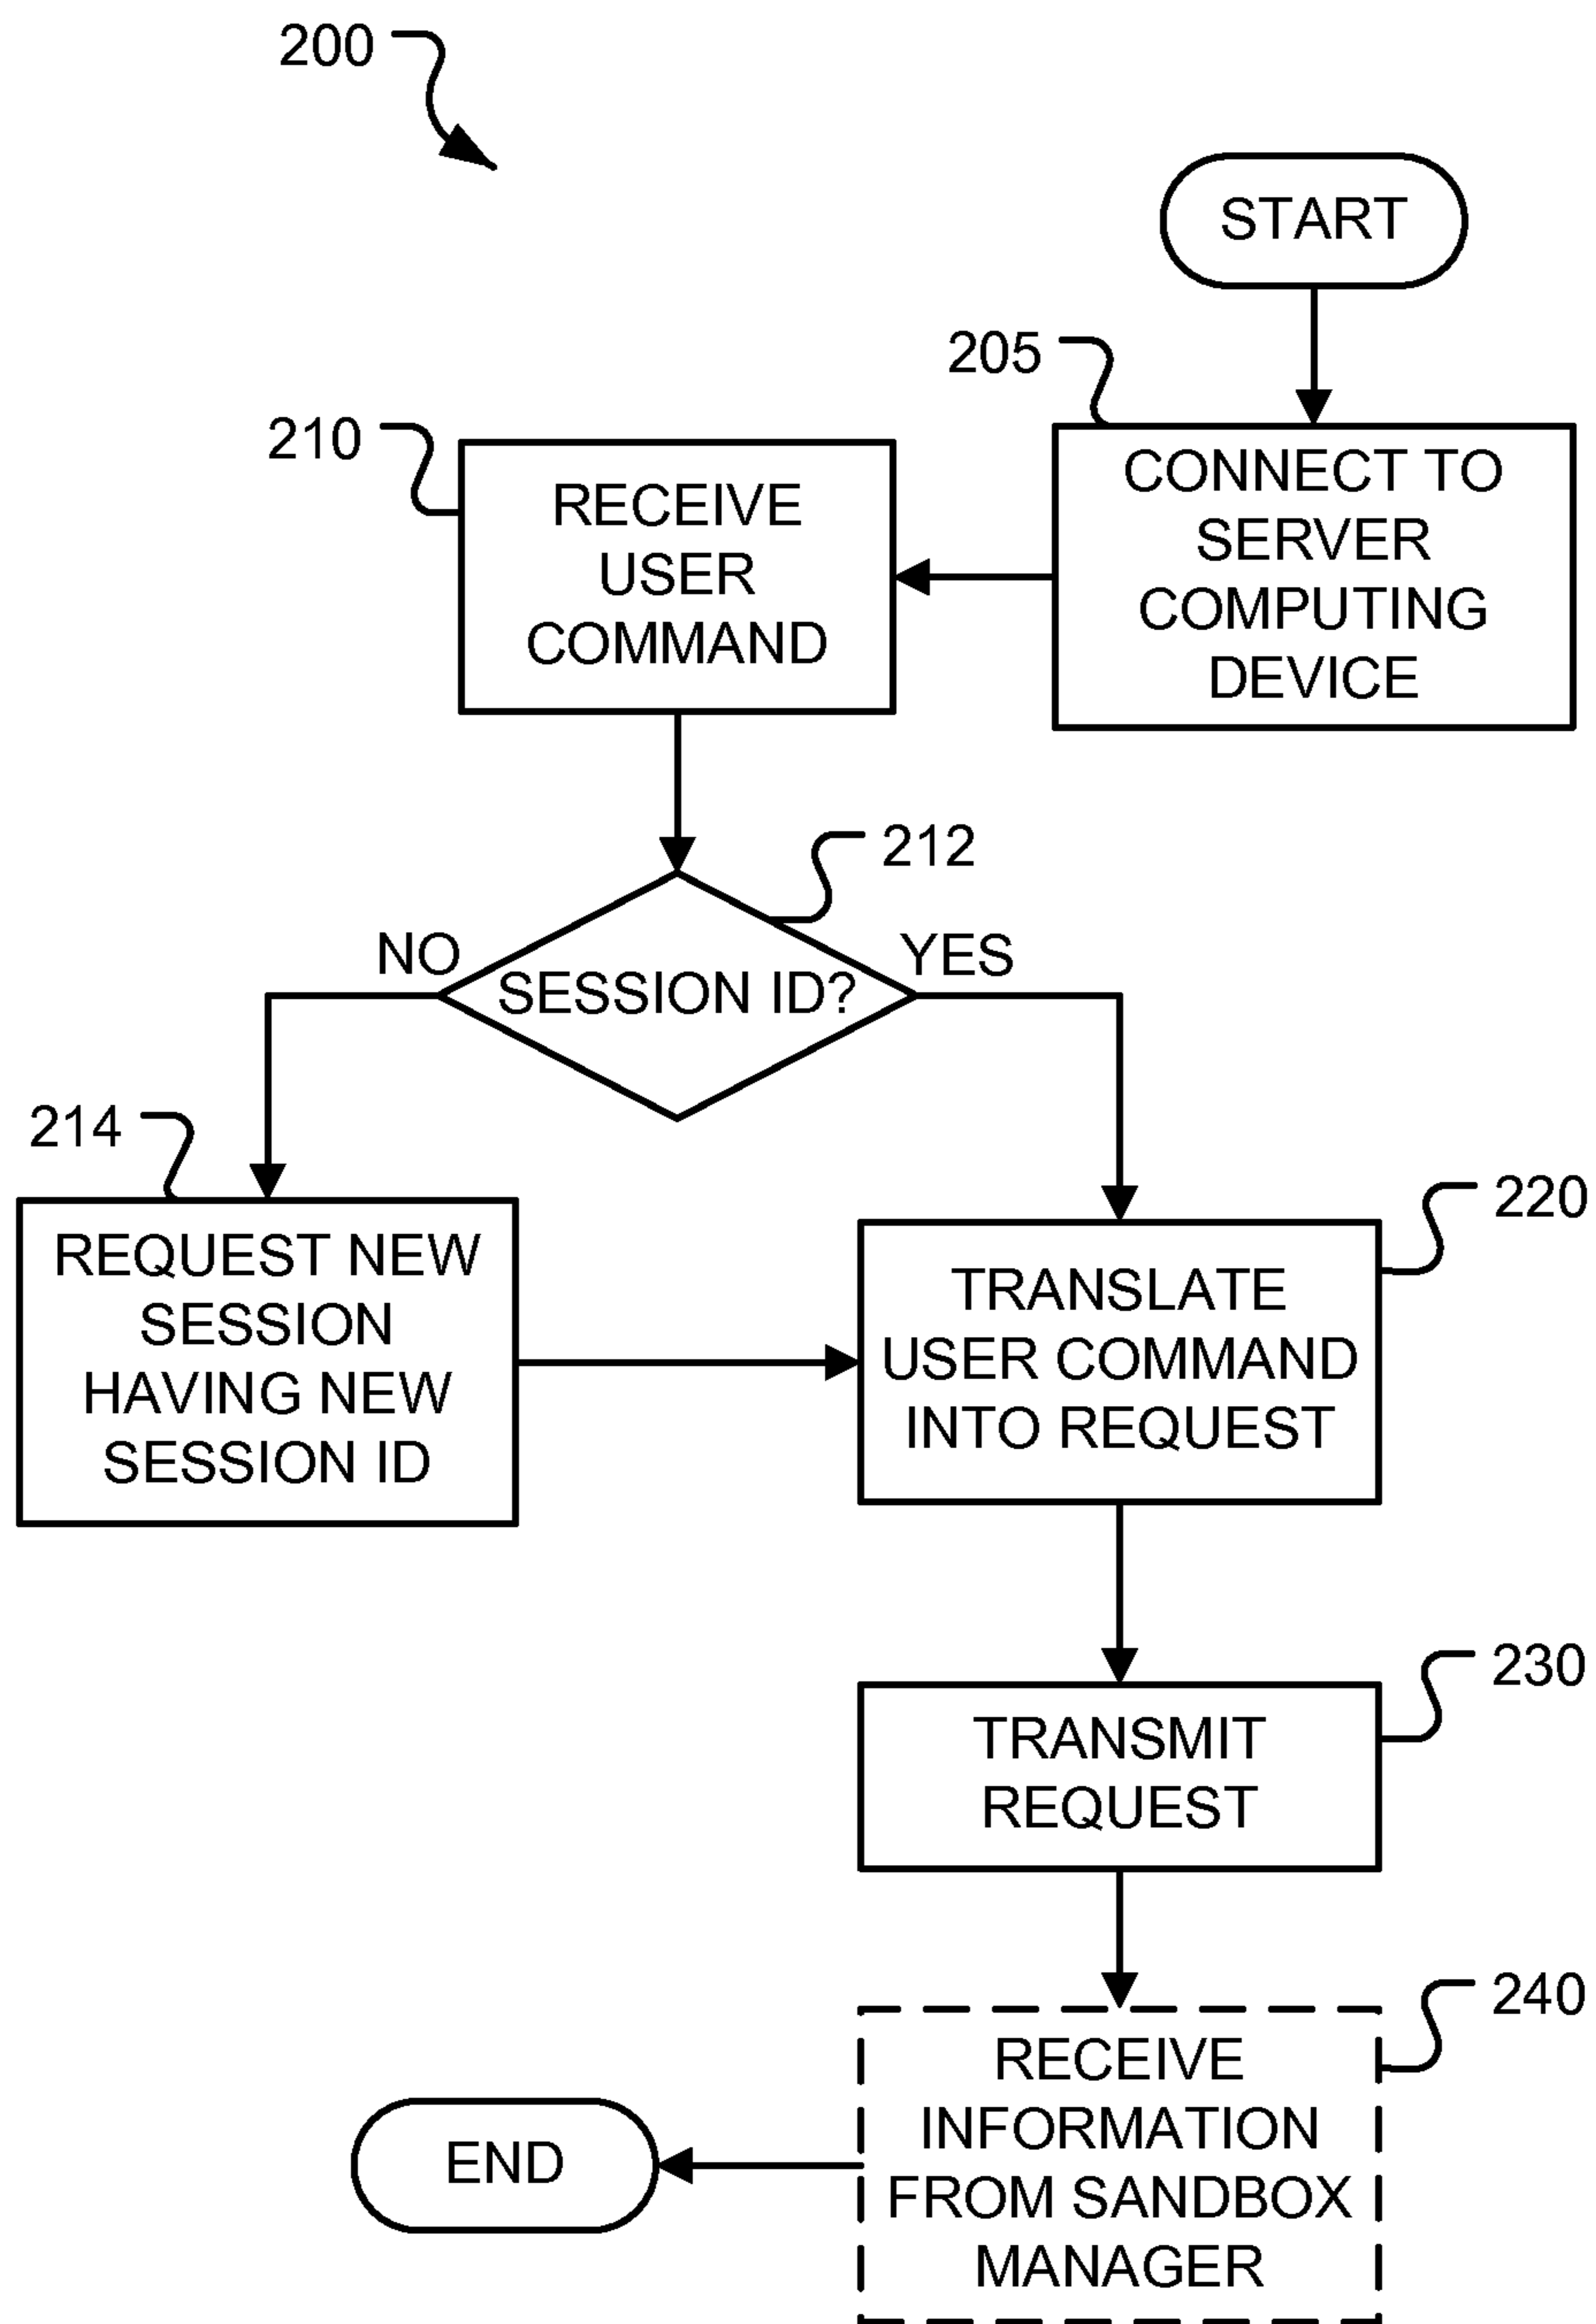 200
START
205
CONNECT TO
SERVER
COMPUTING
DEVICE
210
RECEIVE
USER
COMMAND
212
NO
SESSION ID?
YES
214
REQUEST NEW
SESSION
HAVING NEW
SESSION ID
220
TRANSLATE
USER COMMAND
INTO REQUEST
230
TRANSMIT
REQUEST
240
RECEIVE
INFORMATION
FROM SANDBOX
MANAGER
END